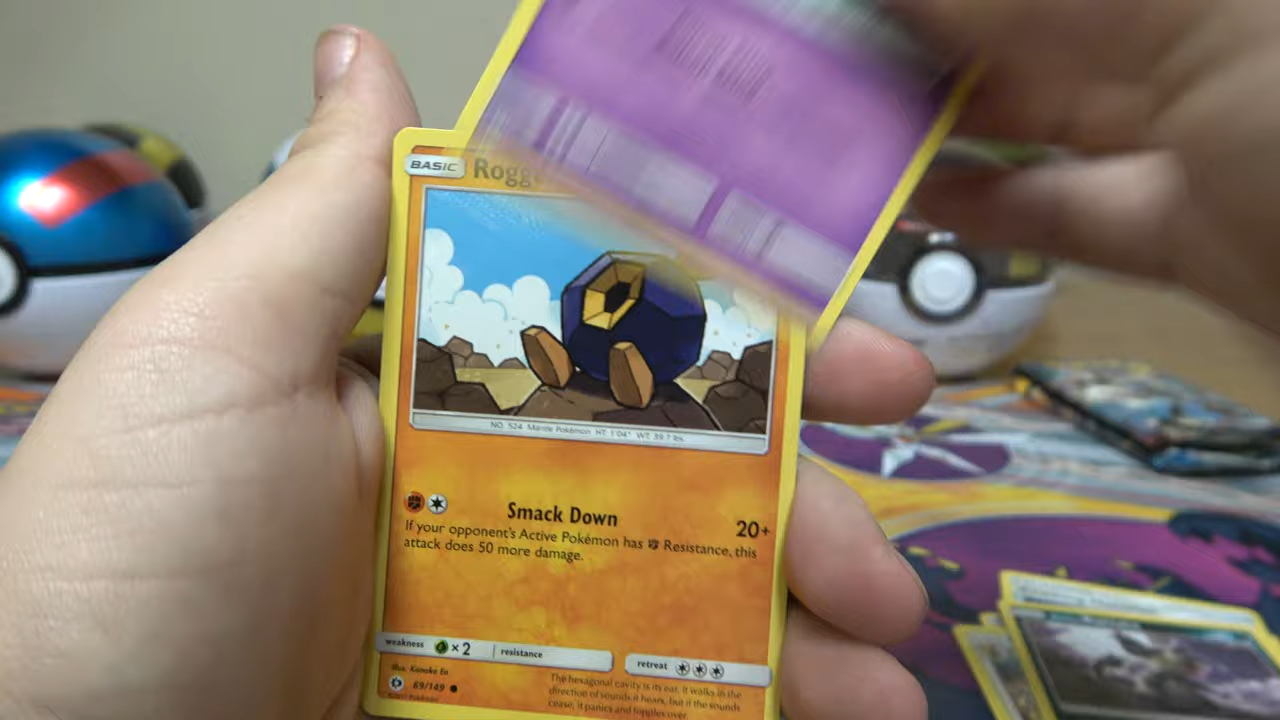 BASIC Rogge
NO. 524 Mantle Pokémon HT: 1'04" WT: 39.7 lbs.
Smack Down 20+
If your opponent's Active Pokémon has Resistance, this
attack does 50 more damage.
weakness ×2 resistance retreat
Illus. Kanako Eo
69/149
The hexagonal cavity is its ear. It walks in the
direction of sounds it hears, but if the sounds
cease, it panics and topples over.